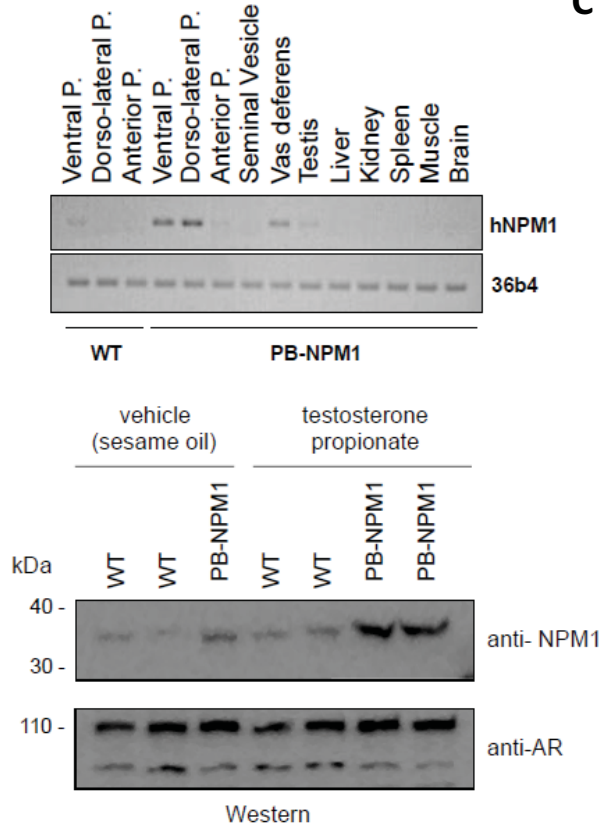 C
Ventral P.
Dorso-lateral P.
Anterior P.
Ventral P.
Dorso-lateral P.
Anterior P.
Seminal Vesicle
Vas deferens
Testis
Liver
Kidney
Spleen
Muscle
Brain
hNPM1
36b4
WT
PB-NPM1
vehicle
(sesame oil)
testosterone
propionate
WT
WT
PB-NPM1
WT
WT
PB-NPM1
PB-NPM1
kDa
40 -
anti- NPM1
30 -
110 -
anti-AR
Western